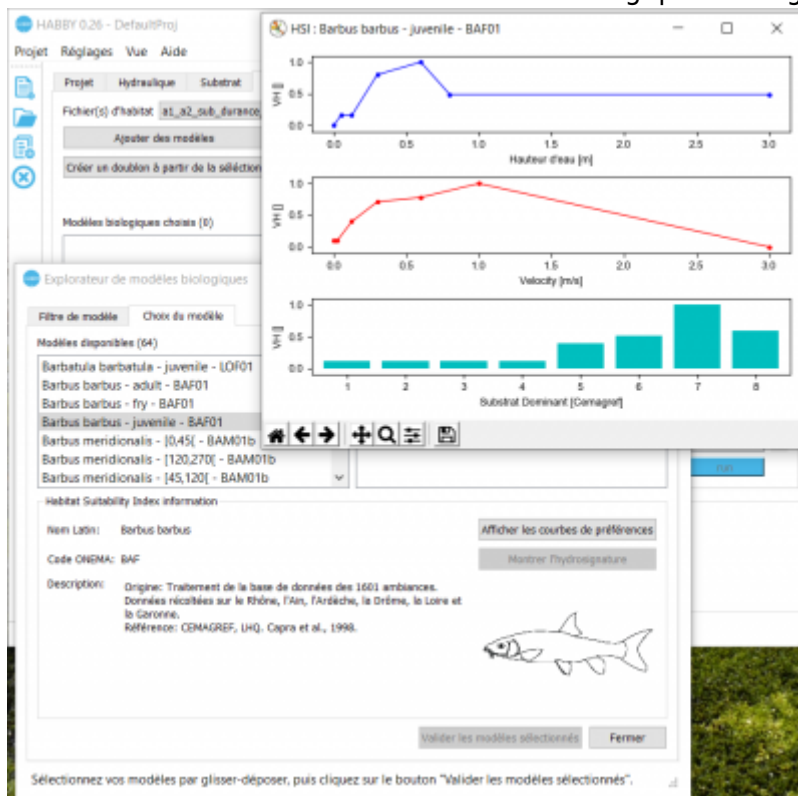 HABBY 0.26 - DefaultProj
Projet Réglages Vue Aide
Projet Hydraulique Substrat
Fichier(s) d'habitat a1_a2_sub_durance
Ajouter des modèles
Créer un doublon à partir de la séléction
Modèles biologiques choisis (0)
HSI : Barbus barbus - juvenile - BAF01
1.0
0.5
0.0
VH []
0.0 0.5 1.0 1.5 2.0 2.5 3.0
Hauteur d'eau [m]
1.0
0.5
0.0
VH []
0.0 0.5 1.0 1.5 2.0 2.5 3.0
Velocity [m/s]
1.0
0.5
0.0
VH []
1 2 3 4 5 6 7 8
Substrat Dominant [Cemagref]
run
Explorateur de modèles biologiques
Filtre de modèle Choix du modèle
Modèles disponibles (64)
Barbatula barbatula - juvenile - LOF01
Barbus barbus - adult - BAF01
Barbus barbus - fry - BAF01
Barbus barbus - juvenile - BAF01
Barbus meridionalis - [0,45[ - BAM01b
Barbus meridionalis - [120,270[ - BAM01b
Barbus meridionalis - [45,120[ - BAM01b
Habitat Suitability Index information
Nom Latin: Barbus barbus
Afficher les courbes de préférences
Code ONEMA: BAF
Montrer l'hydrosignature
Description: Origine: Traitement de la base de données des 1601 ambiances.
Données récoltées sur le Rhône, l'Ain, l'Ardèche, la Drôme, la Loire et
la Garonne.
Référence: CEMAGREF, LHQ. Capra et al., 1998.
Valider les modèles sélectionnés Fermer
Sélectionnez vos modèles par glisser-déposer, puis cliquez sur le bouton "Valider les modèles sélectionnés".